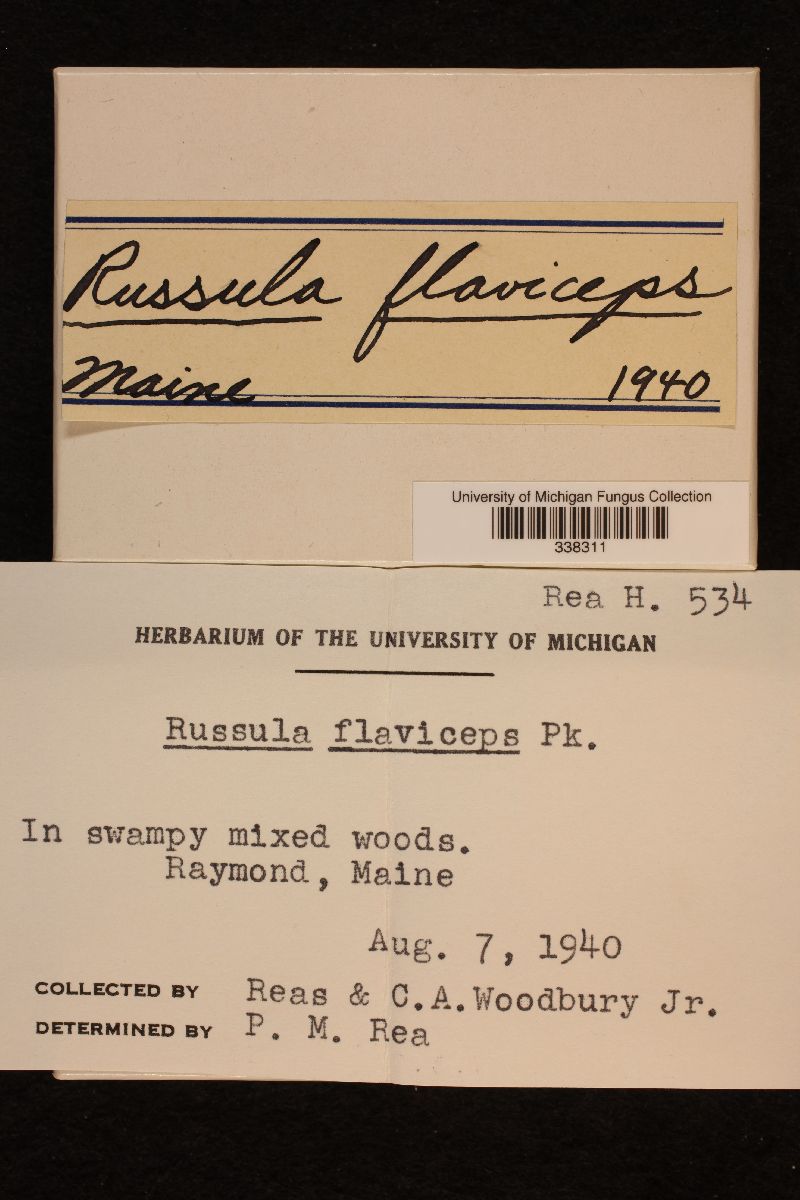 Russula flaviceps
Maine 1940
University of Michigan Fungus Collection
338311
Rea H. 534
HERBARIUM OF THE UNIVERSITY OF MICHIGAN
Russula flaviceps Pk.
In swampy mixed woods.
Raymond, Maine
Aug. 7, 1940
COLLECTED BY Reas & C.A.Woodbury Jr.
DETERMINED BY P. M. Rea